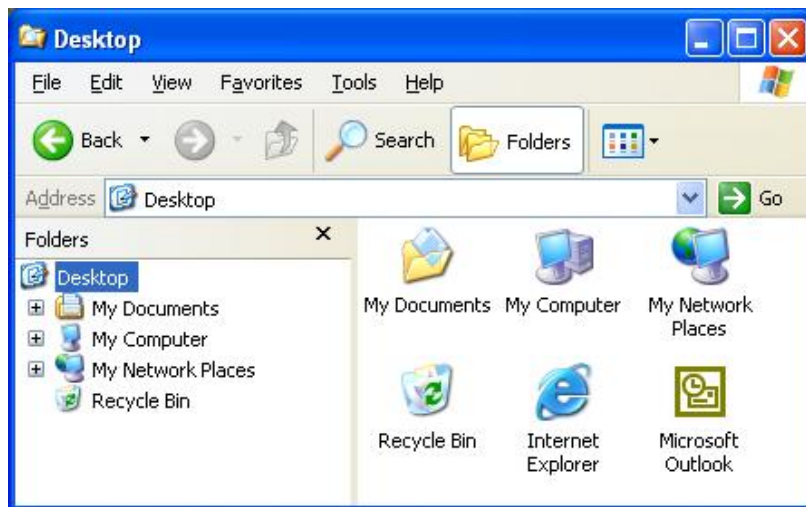 Desktop
File Edit View Favorites Tools Help
Back Search Folders
Address Desktop Go
Folders
Desktop
My Documents
My Computer
My Network Places
Recycle Bin
My Documents My Computer My Network
Places
Recycle Bin Internet Microsoft
Explorer Outlook